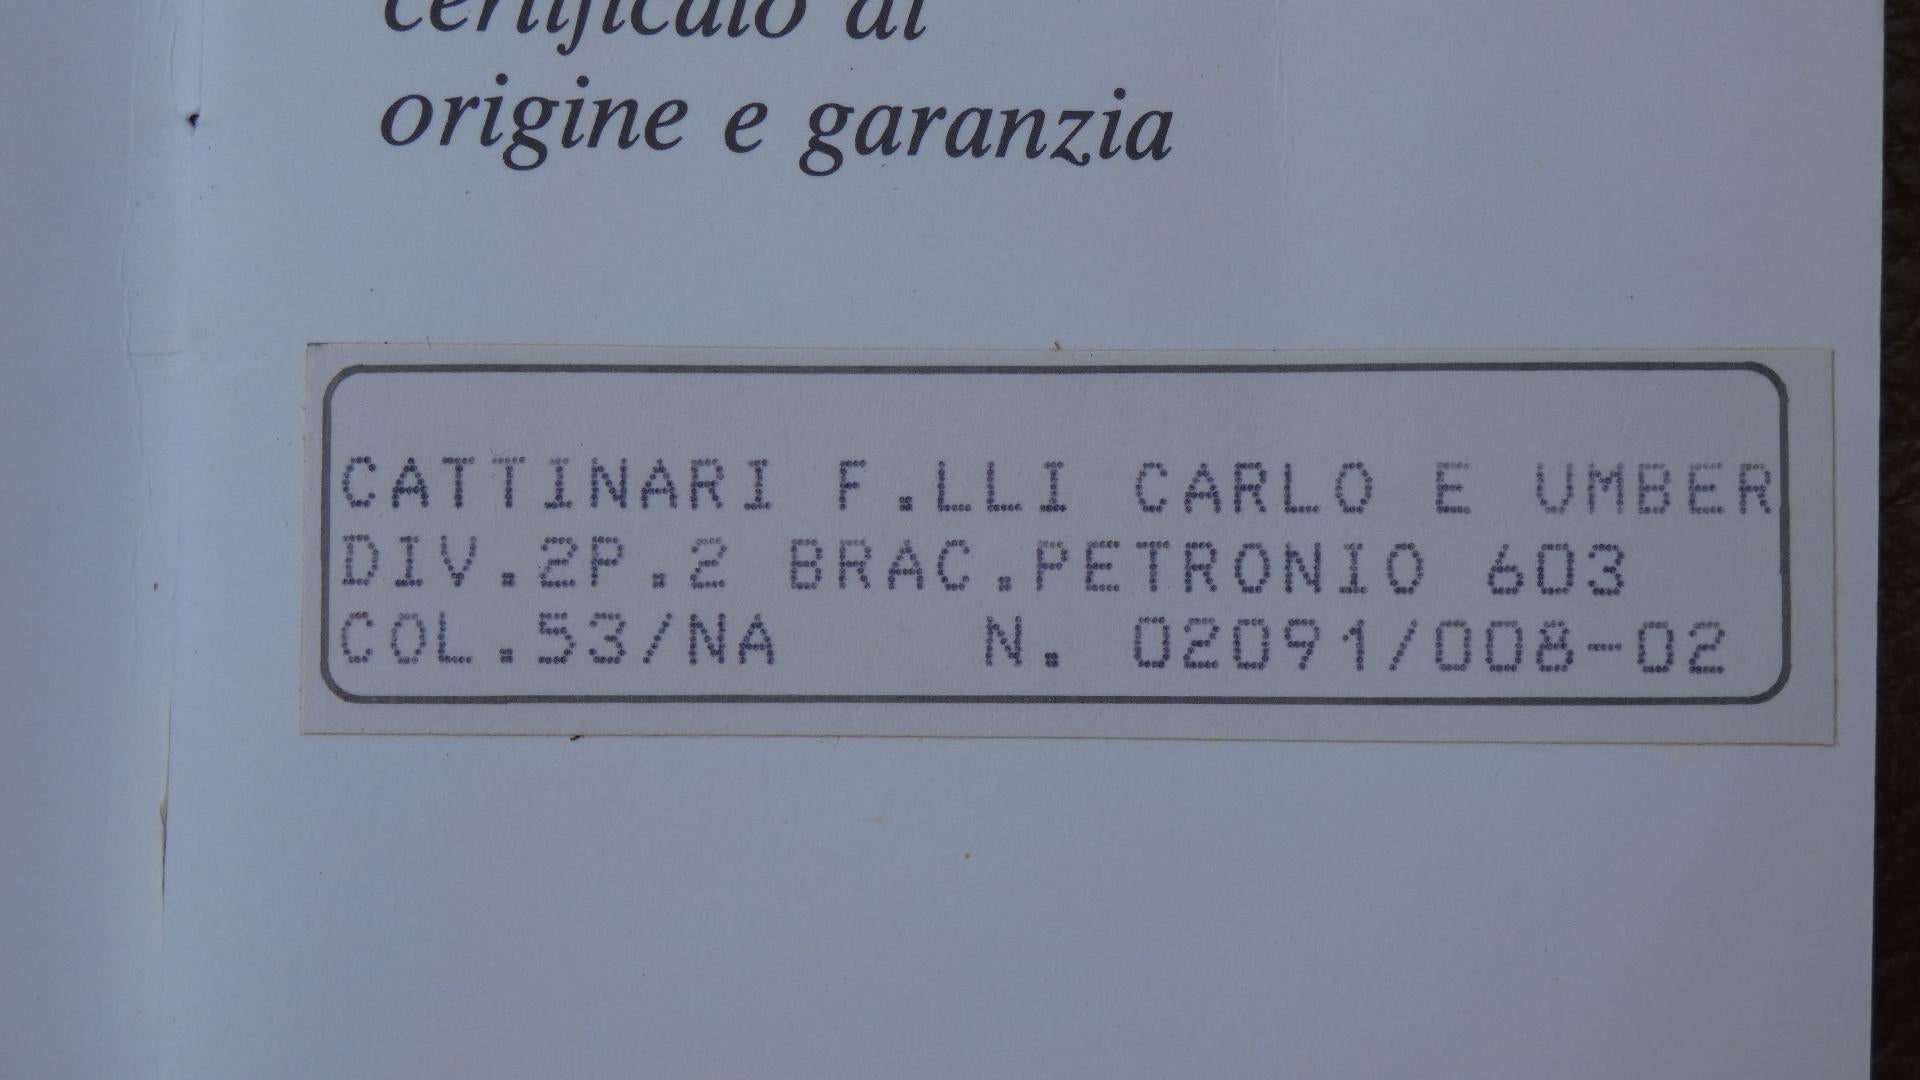 certificato di
origine e garanzia
CATTINARI F.LLI CARLO E UMBER
DIV.2P.2 BRAC.PETRONIO 603
COL.53/NA N. 02091/008-02